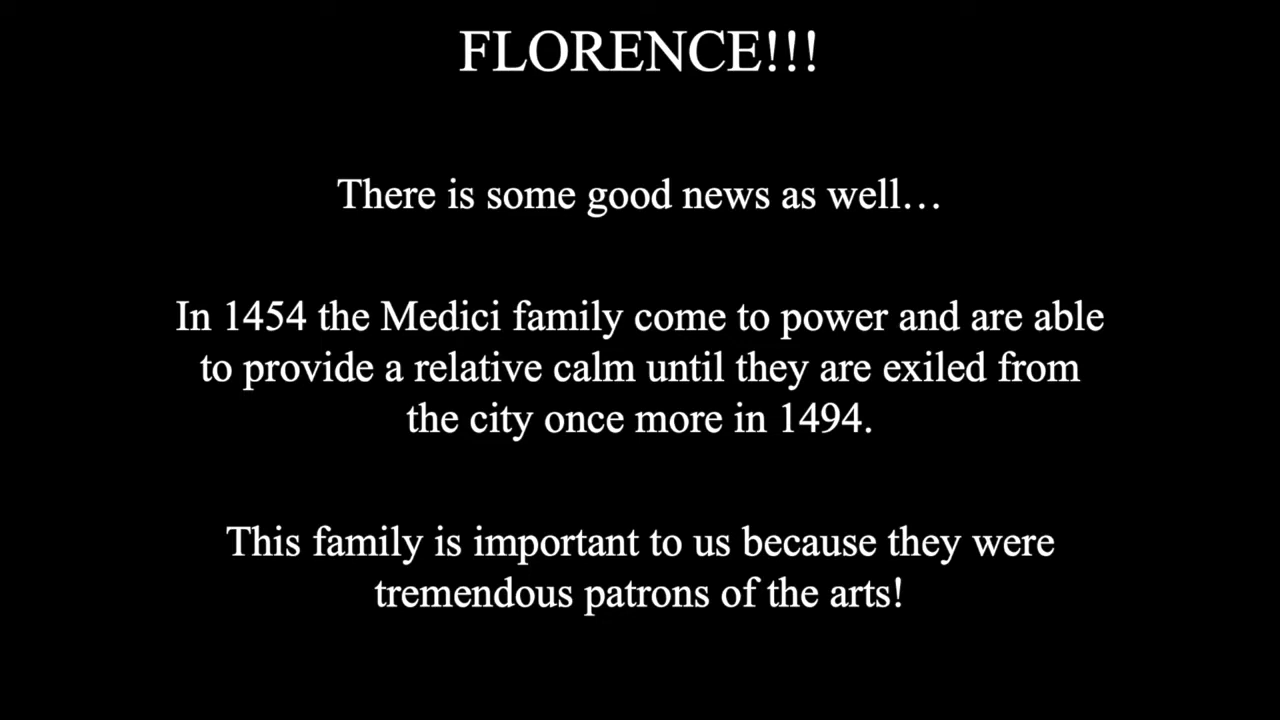 FLORENCE!!!
There is some good news as well…
In 1454 the Medici family come to power and are able
to provide a relative calm until they are exiled from
the city once more in 1494.
This family is important to us because they were
tremendous patrons of the arts!